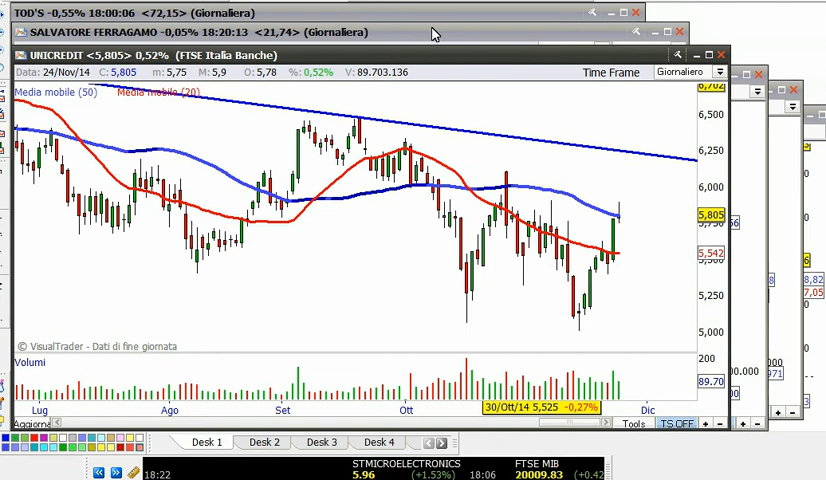 TOD'S -0,55% 18:00:06 <72,15> (Giornaliera)
SALVATORE FERRAGAMO -0,05% 18:20:13 <21,74> (Giornaliera)
UNICREDIT <5,805> 0,52% (FTSE Italia Banche)
Data: 24/Nov/14 C: 5,805 m: 5,75 M: 5,9 O: 5,78 %: 0,52% V: 89.703.136 Time Frame Giornaliero
Media mobile (50) Media mobile (20)
6,702
6,500
6,250
6,000
5,805
5,542
5,250
5,000
© VisualTrader - Dati di fine giornata
Volumi
200
89.70
Lug Ago Set Ott 30/Ott/14 5,525 -0,27% Dic
Aggiorna Tools TS OFF
Desk 1 Desk 2 Desk 3 Desk 4
18:22 STMICROELECTRONICS 5.96 (+1.53%) 18:06 FTSE MIB 20009.83 (+0.42